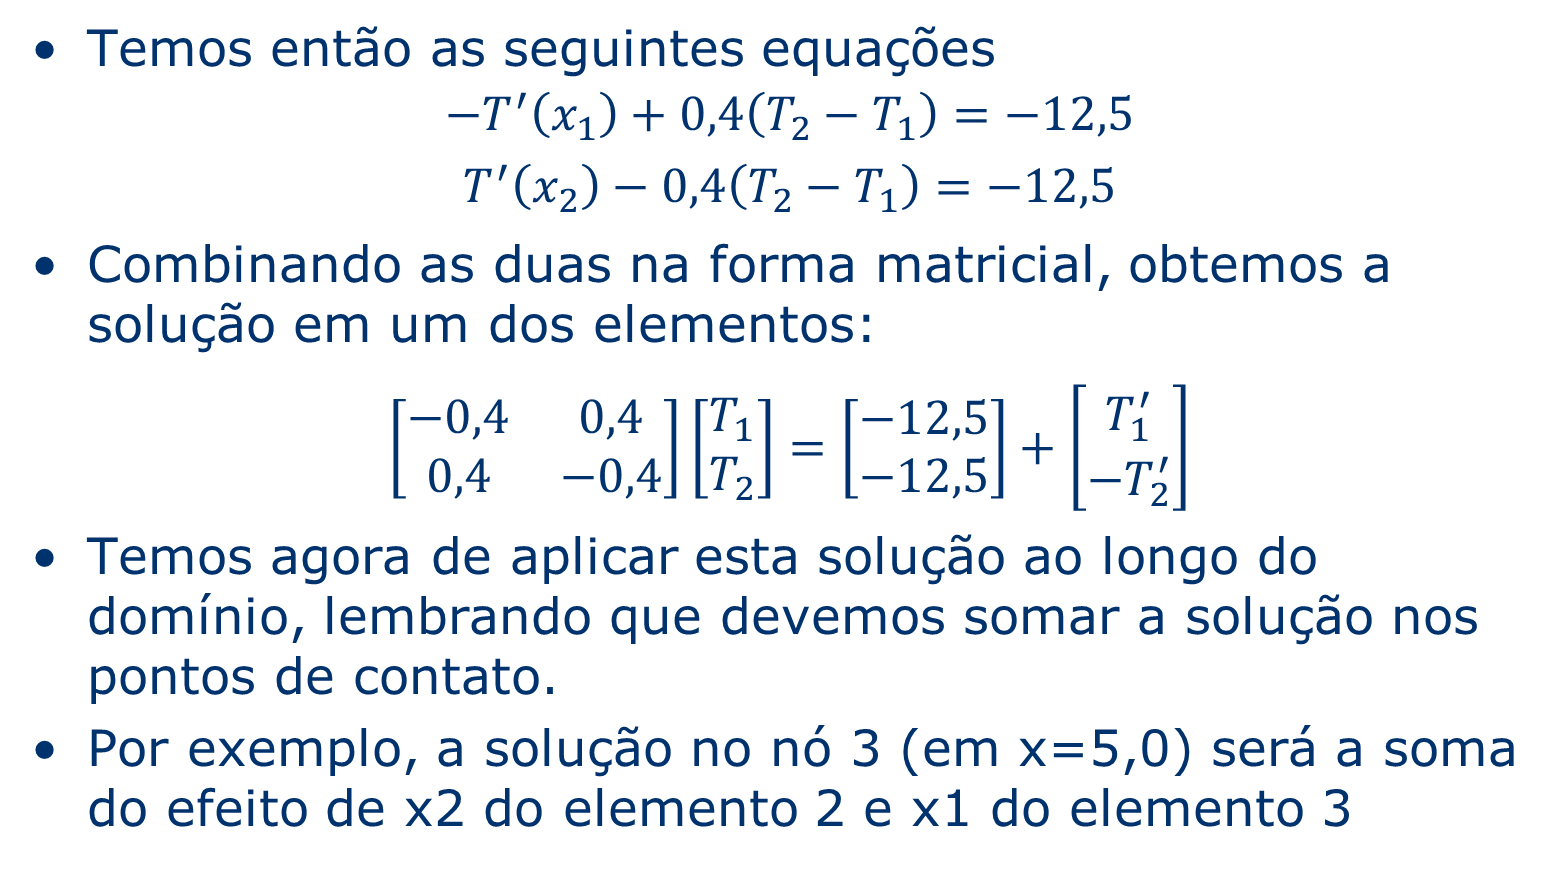 • Temos então as seguintes equações
−T′(x₁) + 0,4(T₂ − T₁) = −12,5
T′(x₂) − 0,4(T₂ − T₁) = −12,5
• Combinando as duas na forma matricial, obtemos a
solução em um dos elementos:
[−0,4 0,4; 0,4 −0,4] [T₁; T₂] = [−12,5; −12,5] + [T₁′; −T₂′]
• Temos agora de aplicar esta solução ao longo do
domínio, lembrando que devemos somar a solução nos
pontos de contato.
• Por exemplo, a solução no nó 3 (em x=5,0) será a soma
do efeito de x2 do elemento 2 e x1 do elemento 3